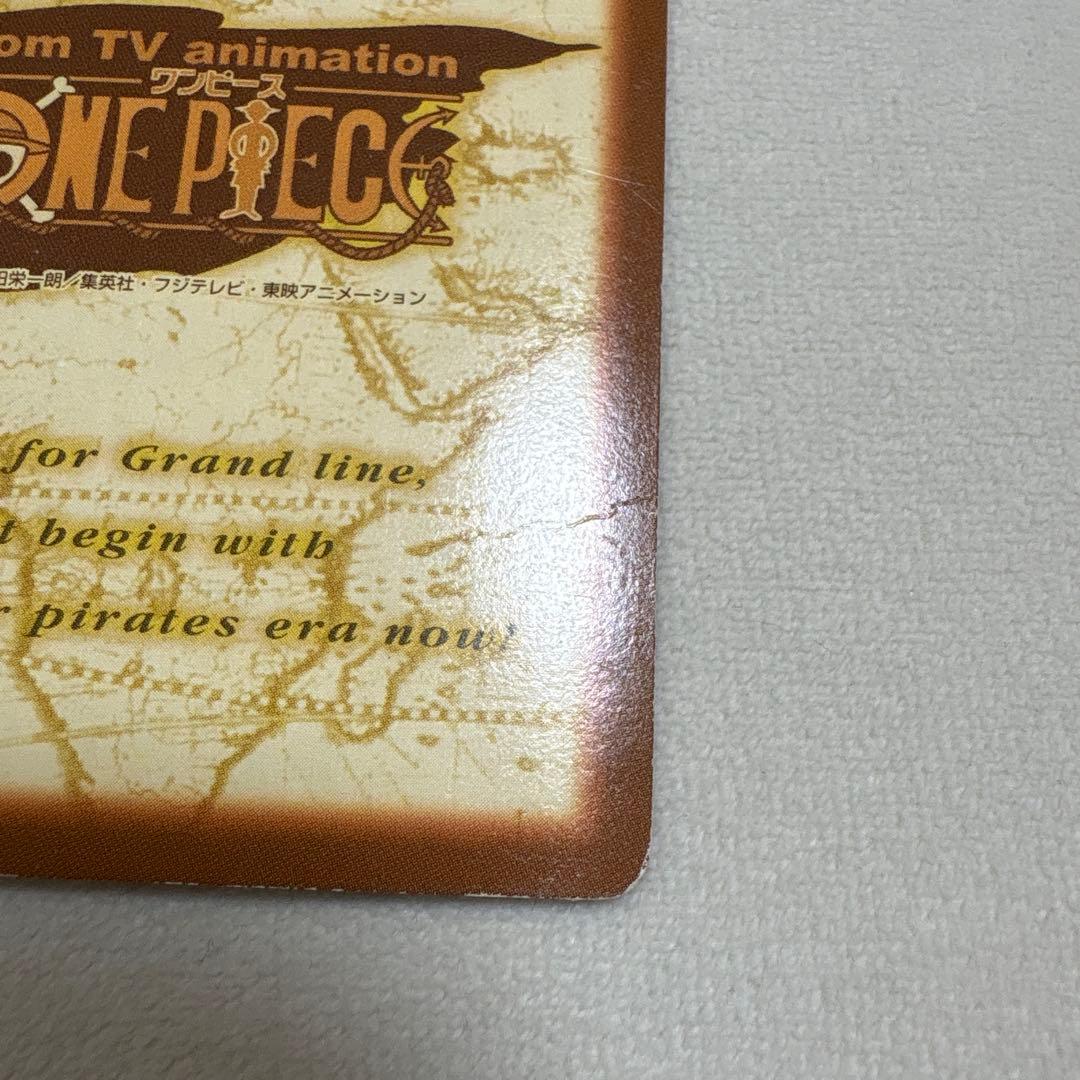 om TV animation
ワンピース
ONE PIECE
田栄一朗／集英社・フジテレビ・東映アニメーション
for Grand line,
t begin with
r pirates era now!